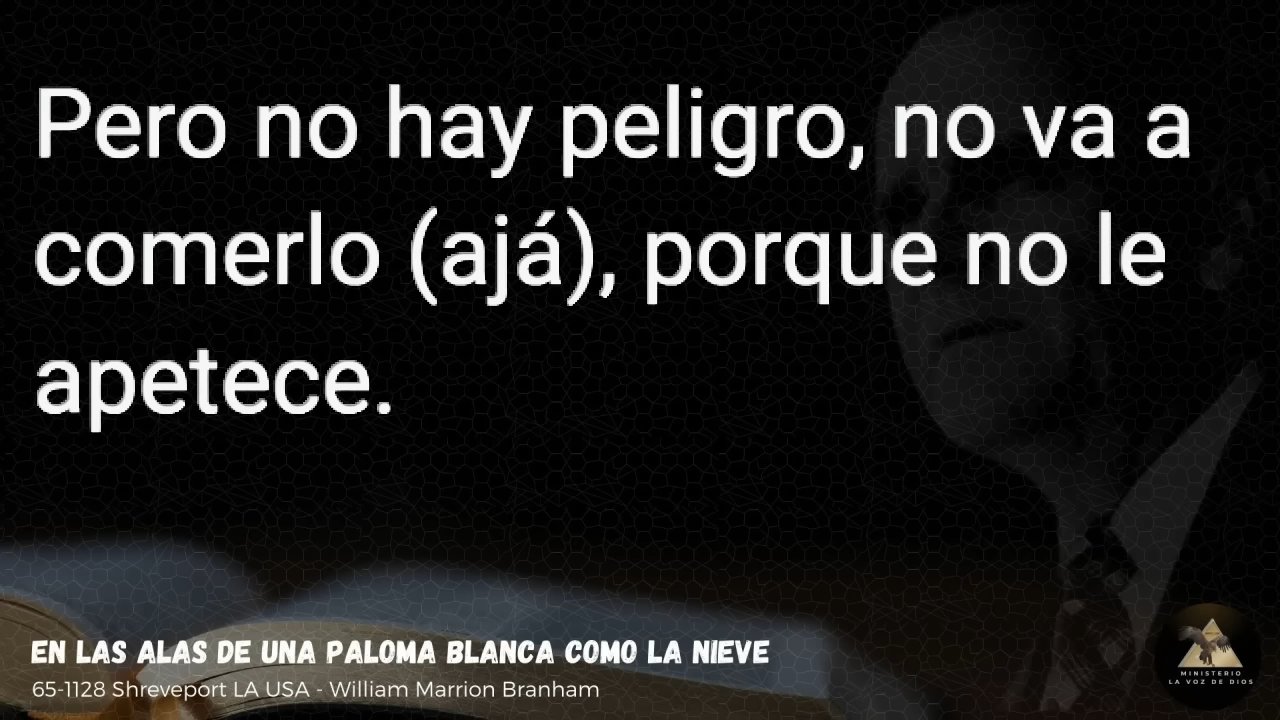 Pero no hay peligro, no va a
comerlo (ajá), porque no le
apetece.
EN LAS ALAS DE UNA PALOMA BLANCA COMO LA NIEVE
65-1128 Shreveport LA USA - William Marrion Branham
MINISTERIO
LA VOZ DE DIOS